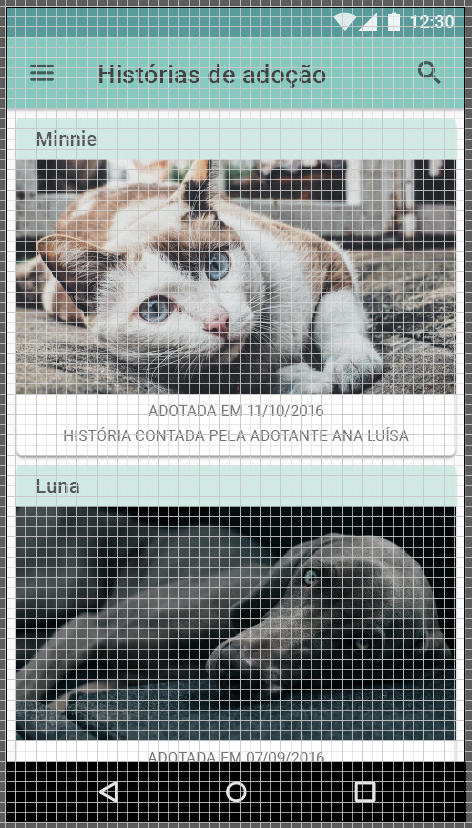 12:30
Histórias de adoção
Minnie
ADOTADA EM 11/10/2016
HISTÓRIA CONTADA PELA ADOTANTE ANA LUÍSA
Luna
ADOTADA EM 07/09/2016